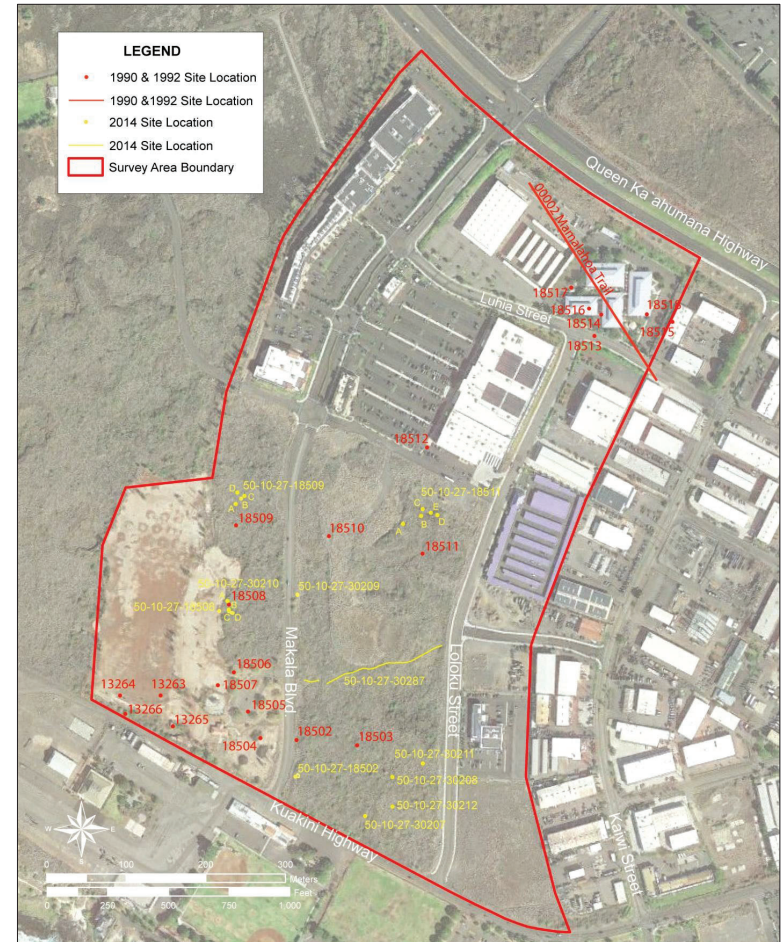 LEGEND
1990 & 1992 Site Location
1990 &1992 Site Location
2014 Site Location
2014 Site Location
Survey Area Boundary
Queen Ka'ahumana Highway
00002 Mamalahoa Trail
18517
Luhia Street
18516
18514
18513
18516
18515
18512
D
50-10-27-18509
C
B
A
18509
50-10-27-18511
C
E
B
D
A
18510
18511
50-10-27-30210
18508
50-10-27-18508
B
C
D
50-10-27-30209
Makala Blvd
Loloku Street
50-10-27-30287
18506
18507
13264
13263
13266
13265
18505
18504
18502
18503
50-10-27-18502
50-10-27-30211
50-10-27-30208
50-10-27-30212
50-10-27-30207
Kuakini Highway
Kaiwi Street
W
E
0
100
200
300
Meters
Feet
0
250
500
750
1,000